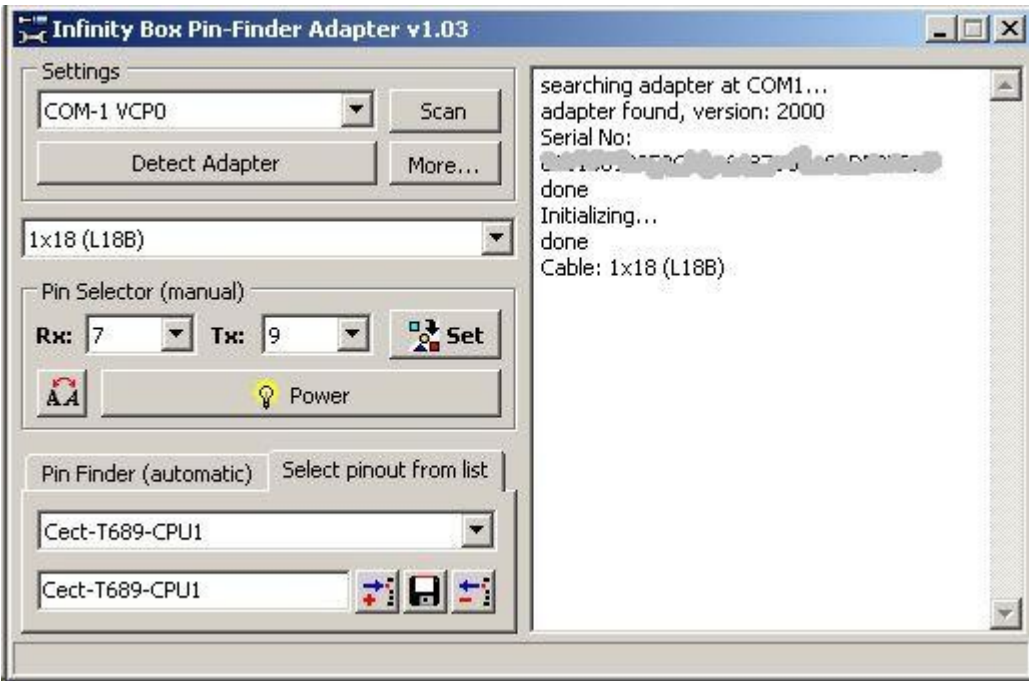 Infinity Box Pin-Finder Adapter v1.03
Settings
COM-1 VCP0
Scan
Detect Adapter
More...
1x18 (L18B)
Pin Selector (manual)
Rx: 7 Tx: 9 Set
AA
Power
Pin Finder (automatic)
Select pinout from list
Cect-T689-CPU1
Cect-T689-CPU1
searching adapter at COM1...
adapter found, version: 2000
Serial No:
done
Initializing...
done
Cable: 1x18 (L18B)